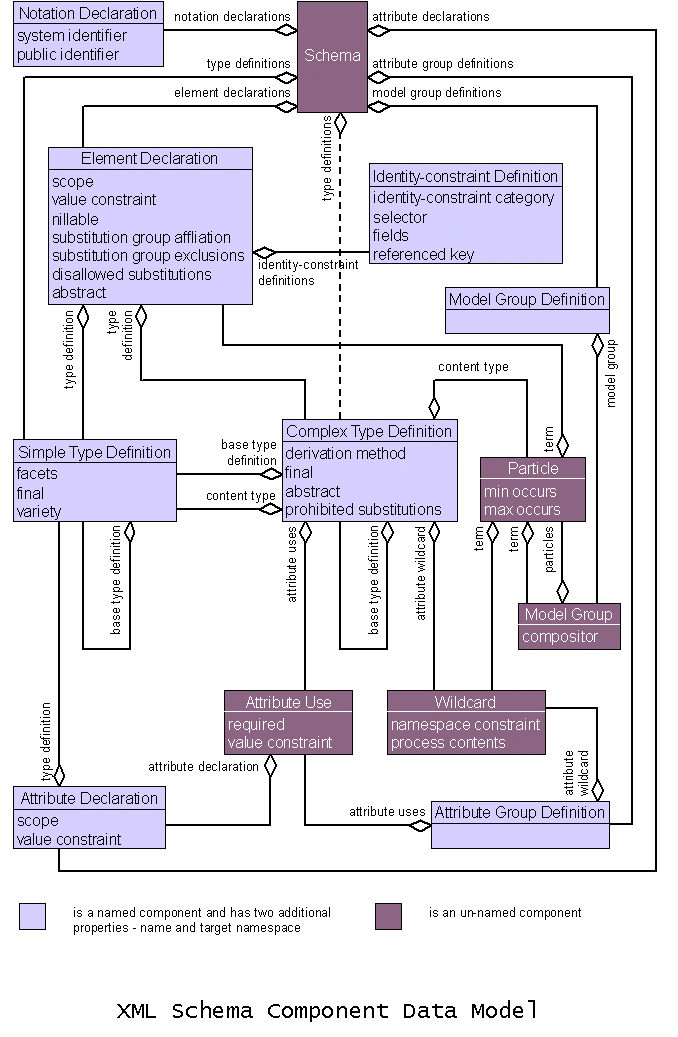 Notation Declaration
system identifier
public identifier
notation declarations
Schema
attribute declarations
type definitions
attribute group definitions
element declarations
model group definitions
type definitions
Element Declaration
scope
value constraint
nillable
substitution group affliation
substitution group exclusions
disallowed substitutions
abstract
Identity-constraint Definition
identity-constraint category
selector
fields
referenced key
identity-constraint
definitions
Model Group Definition
type definition
type
definition
model group
content type
term
Simple Type Definition
facets
final
variety
base type
definition
content type
Complex Type Definition
derivation method
final
abstract
prohibited substitutions
Particle
min occurs
max occurs
base type definition
attribute uses
base type definition
attribute wildcard
term
term
particles
Model Group
compositor
Attribute Use
required
value constraint
Wildcard
namespace constraint
process contents
type definition
attribute declaration
attribute
wildcard
Attribute Declaration
scope
value constraint
attribute uses
Attribute Group Definition
is a named component and has two additional
properties - name and target namespace
is an un-named component
XML Schema Component Data Model